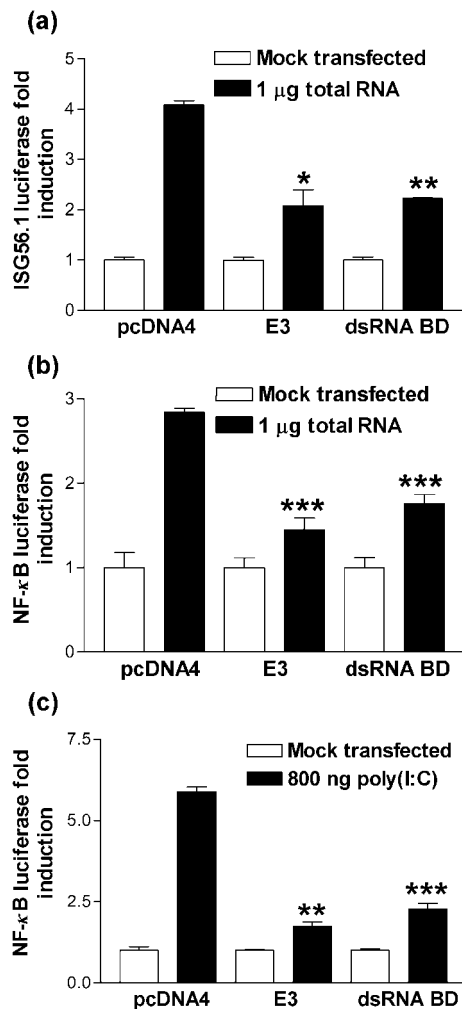 (a)
Mock transfected
1 μg total RNA
ISG56.1 luciferase fold
induction
5
4
3
2
1
0
*
**
pcDNA4
E3
dsRNA BD
(b)
Mock transfected
1 μg total RNA
NF-κB luciferase fold
induction
3
2
1
0
***
***
pcDNA4
E3
dsRNA BD
(c)
Mock transfected
800 ng poly(I:C)
NF-κB luciferase fold
induction
7.5
5.0
2.5
0.0
**
***
pcDNA4
E3
dsRNA BD